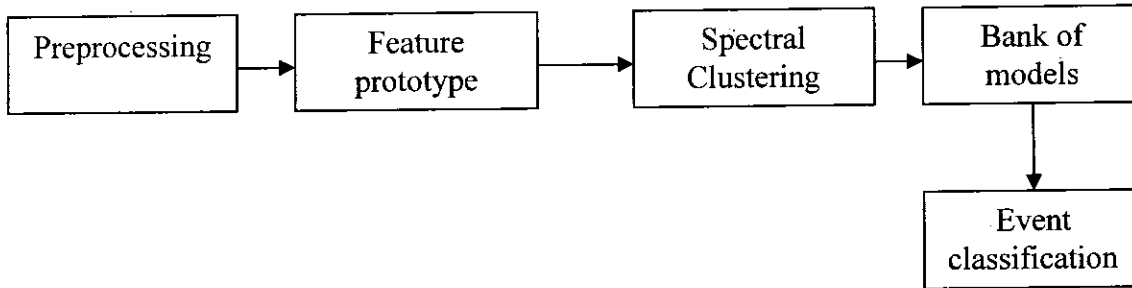 Preprocessing
Feature
prototype
Spectral
Clustering
Bank of
models
Event
classification